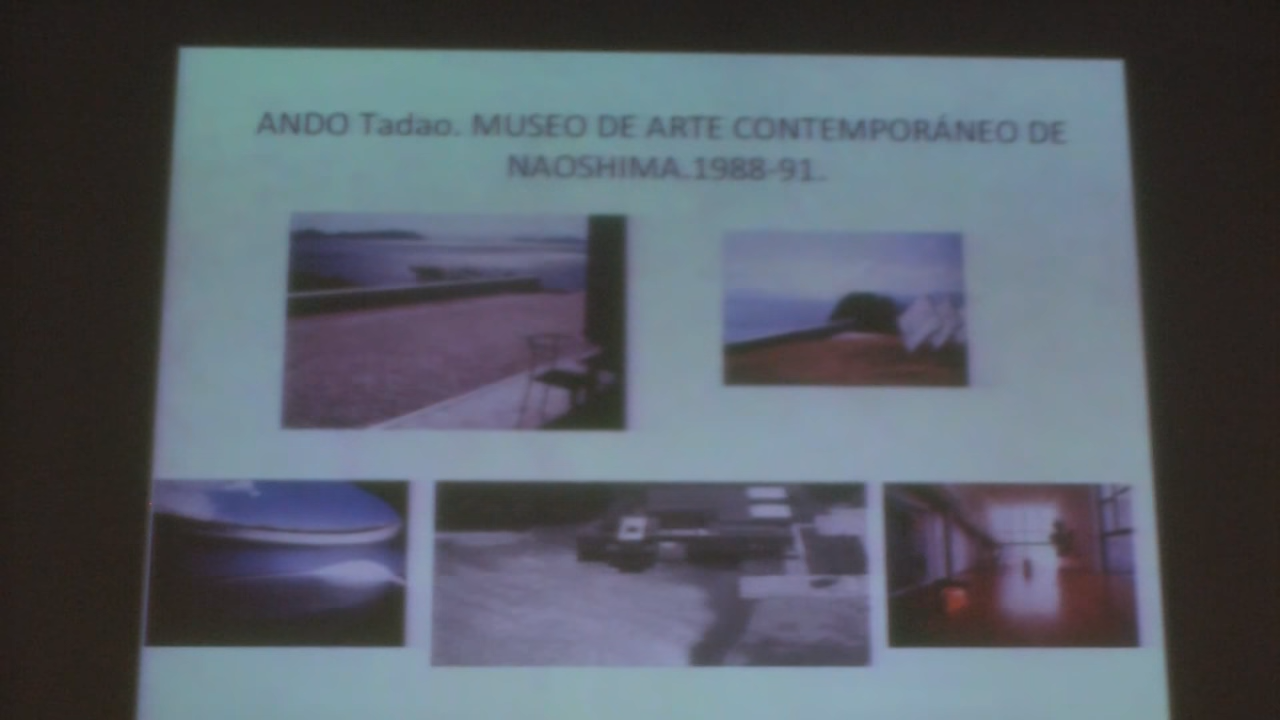 ANDO Tadao. MUSEO DE ARTE CONTEMPORÁNEO DE
NAOSHIMA.1988-91.